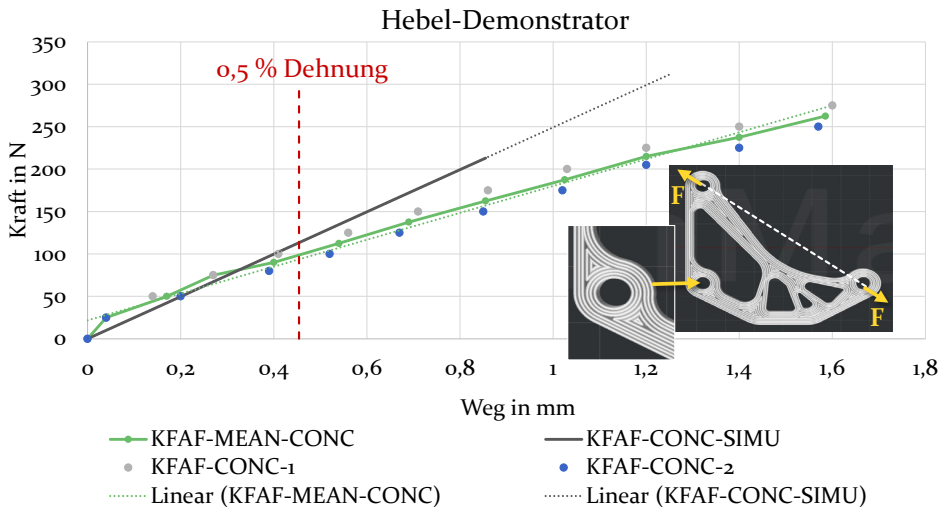 Hebel-Demonstrator
350
300
250
200
150
100
50
0
Kraft in N
0,5 % Dehnung
F
F
0
0,2
0,4
0,6
0,8
1
1,2
1,4
1,6
1,8
Weg in mm
KFAF-MEAN-CONC
KFAF-CONC-SIMU
KFAF-CONC-1
KFAF-CONC-2
Linear (KFAF-MEAN-CONC)
Linear (KFAF-CONC-SIMU)